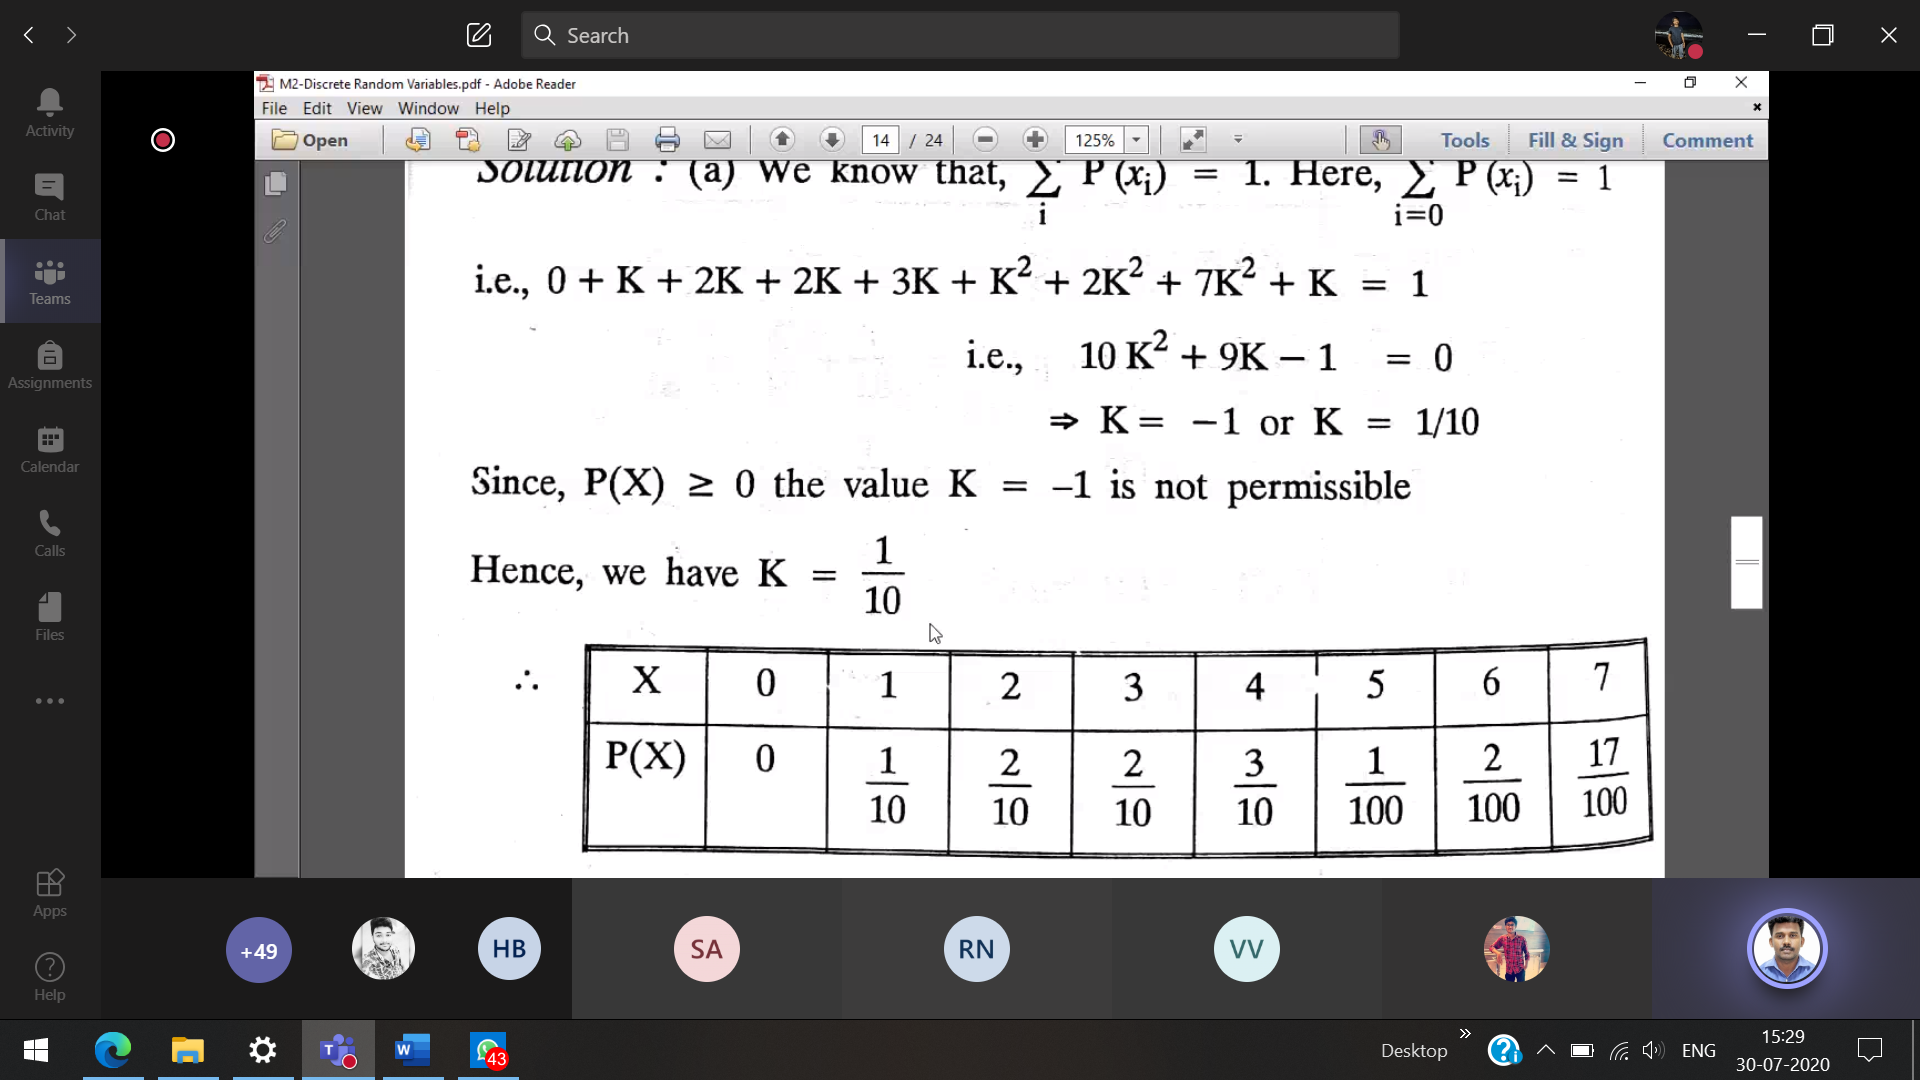 Search
Activity
Chat
Teams
Assignments
Calendar
Calls
Files
Apps
Help
M2-Discrete Random Variables.pdf - Adobe Reader
File Edit View Window Help
Open 14 / 24 125% Tools Fill & Sign Comment
Solution : (a) We know that, ∑ P (xᵢ) = 1. Here, ∑ P (xᵢ) = 1
i i=0
i.e., 0 + K + 2K + 2K + 3K + K² + 2K² + 7K² + K = 1
i.e., 10 K² + 9K − 1 = 0
⇒ K = −1 or K = 1/10
Since, P(X) ≥ 0 the value K = –1 is not permissible
Hence, we have K = 1/10
∴ X 0 1 2 3 4 5 6 7
P(X) 0 1/10 2/10 2/10 3/10 1/100 2/100 17/100
+49 HB SA RN VV
43
Desktop » ENG 15:29
30-07-2020